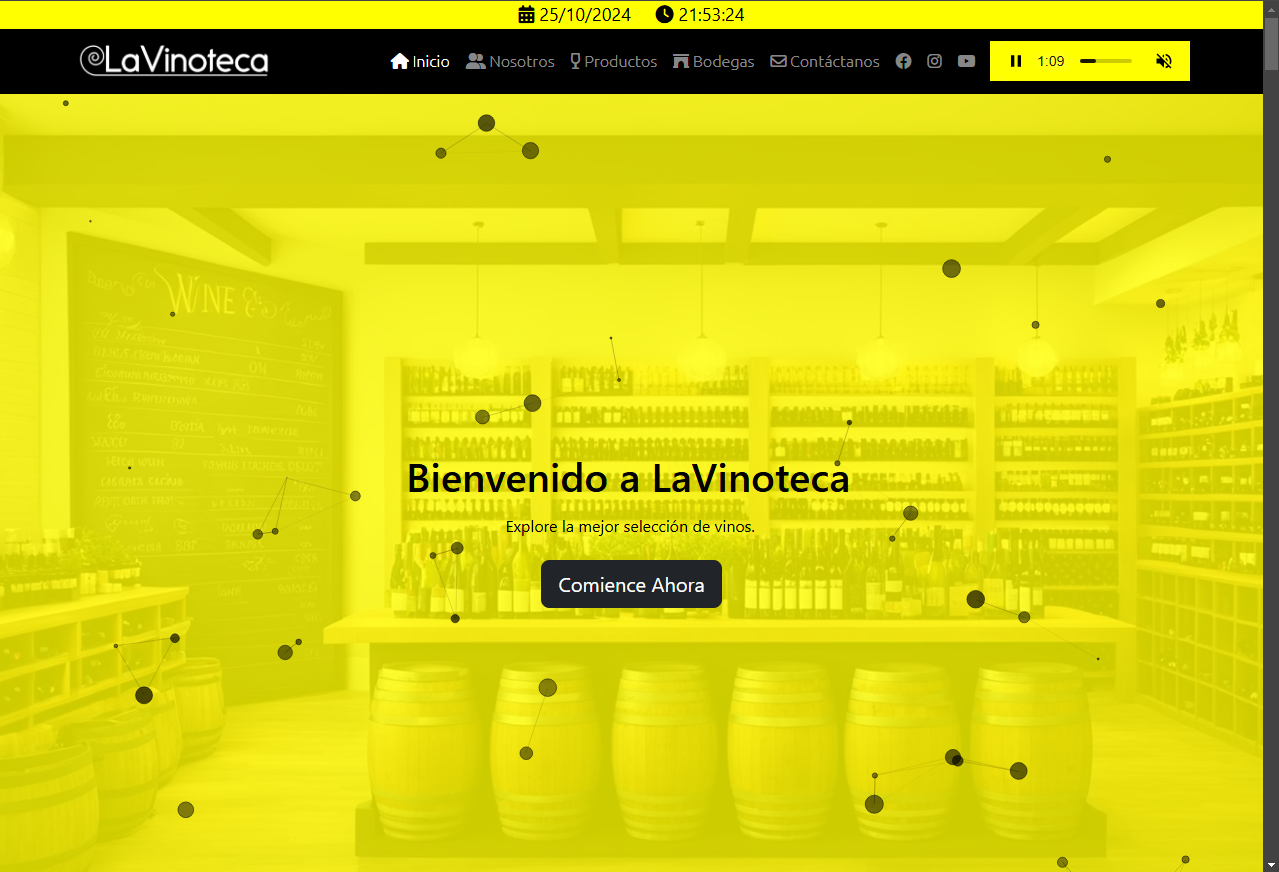 25/10/2024 21:53:24
LaVinoteca Inicio Nosotros Productos Bodegas Contáctanos 1:09
WINE &
Bienvenido a LaVinoteca
Explore la mejor selección de vinos.
Comience Ahora